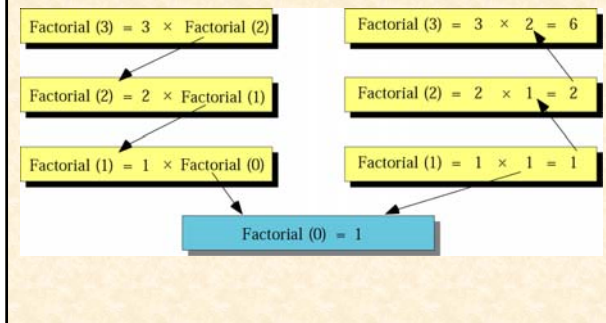 Factorial (3) = 3 × Factorial (2)
Factorial (2) = 2 × Factorial (1)
Factorial (1) = 1 × Factorial (0)
Factorial (0) = 1
Factorial (1) = 1 × 1 = 1
Factorial (2) = 2 × 1 = 2
Factorial (3) = 3 × 2 = 6